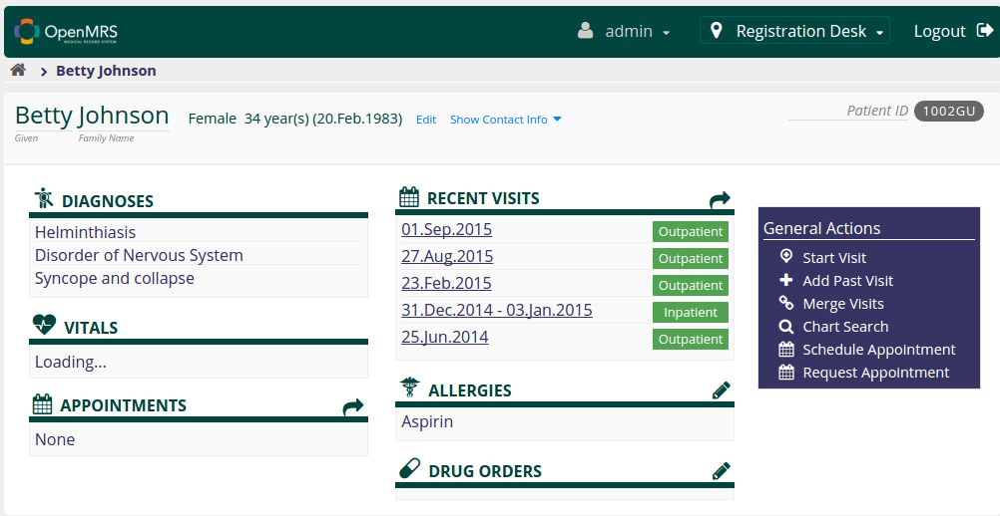 OpenMRS
MEDICAL RECORD SYSTEM
admin
Registration Desk
Logout
Betty Johnson
Betty Johnson
Given Family Name
Female 34 year(s) (20.Feb.1983) Edit Show Contact Info
Patient ID 1002GU
DIAGNOSES
Helminthiasis
Disorder of Nervous System
Syncope and collapse
VITALS
Loading...
APPOINTMENTS
None
RECENT VISITS
01.Sep.2015 Outpatient
27.Aug.2015 Outpatient
23.Feb.2015 Outpatient
31.Dec.2014 - 03.Jan.2015 Inpatient
25.Jun.2014 Outpatient
ALLERGIES
Aspirin
DRUG ORDERS
General Actions
Start Visit
Add Past Visit
Merge Visits
Chart Search
Schedule Appointment
Request Appointment